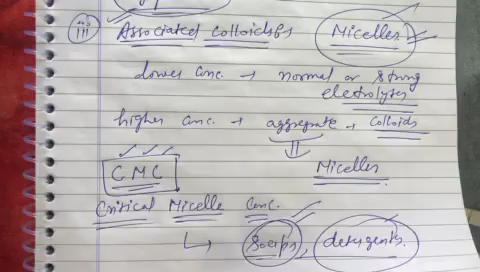 (iii) Associated colloids Micelles
Lower conc. → normal or strong
electrolytes
higher conc. → aggregate → colloids
CMC Micelles
Critical Micelle conc.
↳ Soaps, detergents.